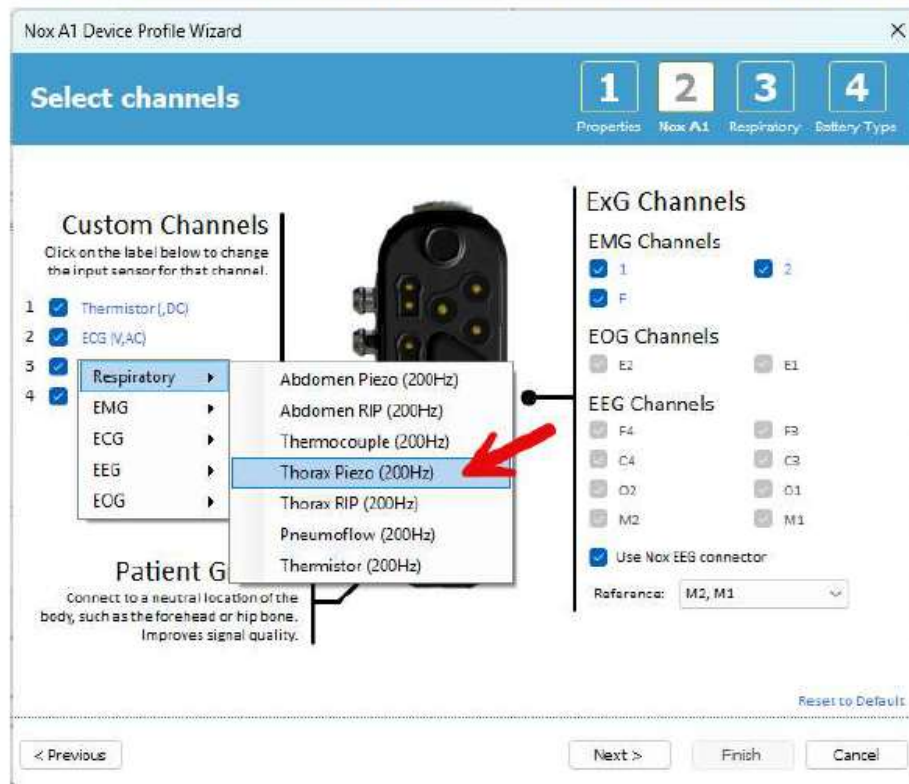 Nox A1 Device Profile Wizard
Select channels
1
2
3
4
Properties
Nox A1
Respiratory
Battery Type
Custom Channels
Click on the label below to change
the input sensor for that channel.
1 Thermistor (,DC)
2 ECG (V,AC)
3
4
Respiratory
EMG
ECG
EEG
EOG
Abdomen Piezo (200Hz)
Abdomen RIP (200Hz)
Thermocouple (200Hz)
Thorax Piezo (200Hz)
Thorax RIP (200Hz)
Pneumoflow (200Hz)
Thermistor (200Hz)
Patient G
Connect to a neutral location of the
body, such as the forehead or hip bone.
Improves signal quality.
ExG Channels
EMG Channels
1 2
F
EOG Channels
E2 E1
EEG Channels
F4 F3
C4 C3
O2 O1
M2 M1
Use Nox EEG connector
Reference: M2, M1
Reset to Default
< Previous
Next >
Finish
Cancel